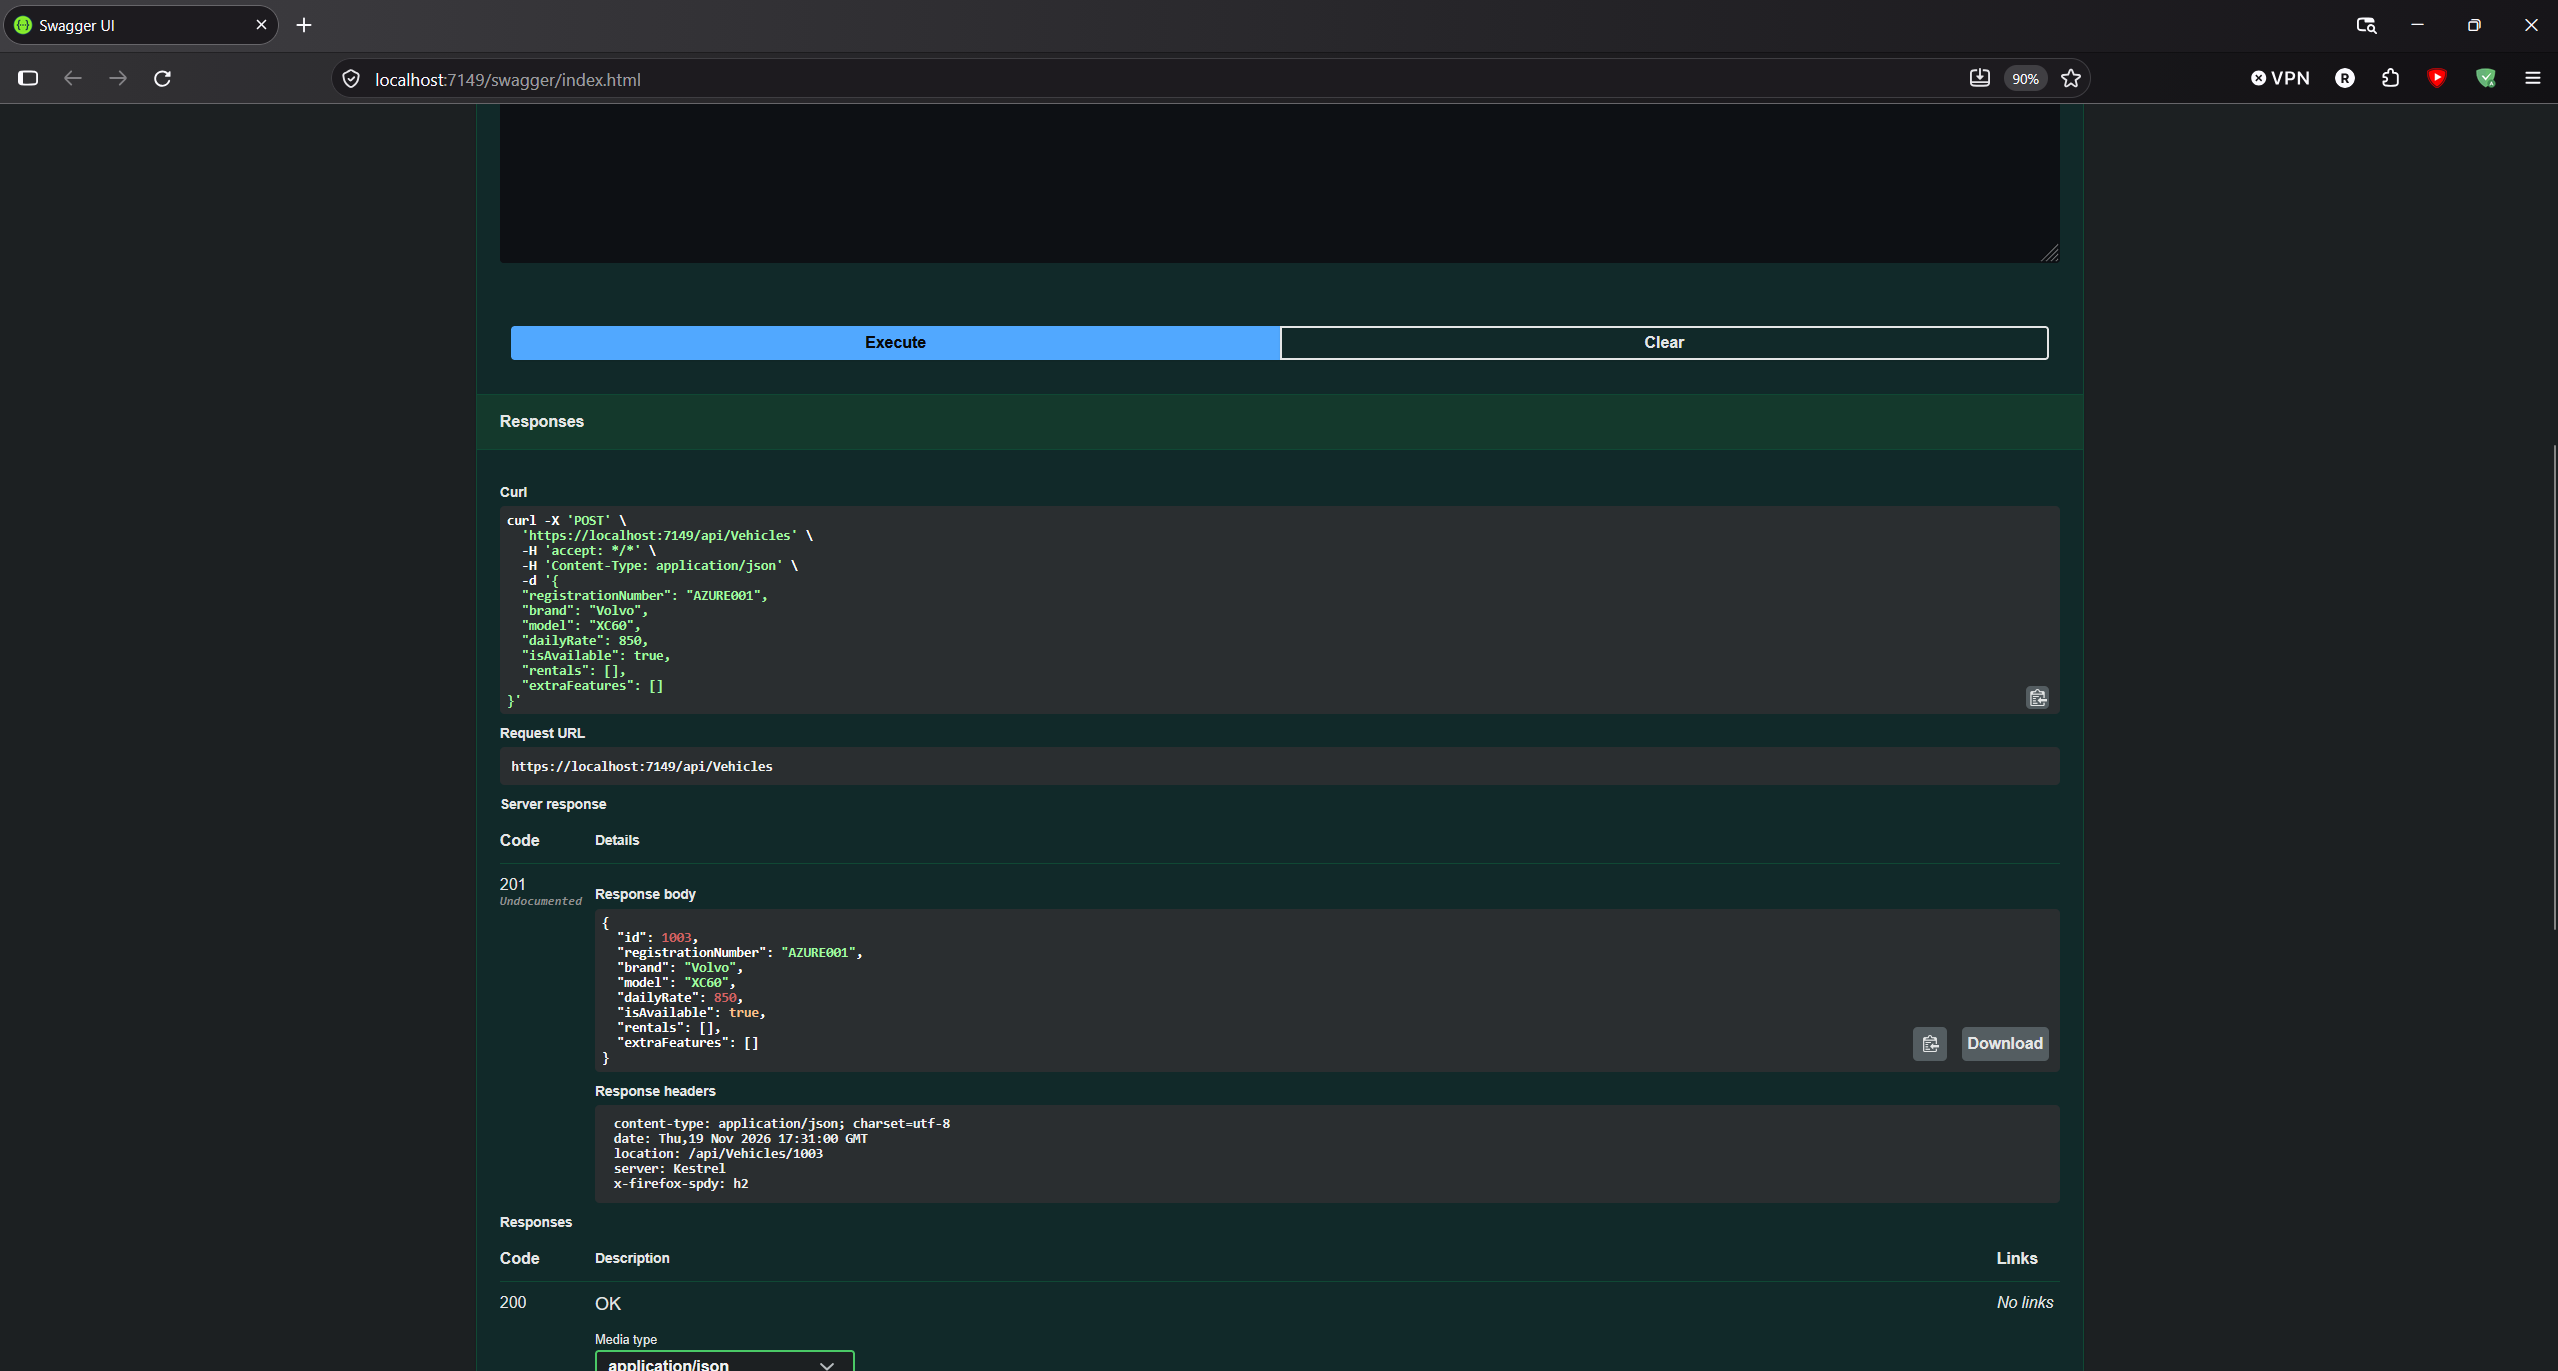 Swagger UI
localhost:7149/swagger/index.html
90%
VPN
R
Execute
Clear
Responses
Curl
curl -X 'POST' \
'https://localhost:7149/api/Vehicles' \
-H 'accept: */*' \
-H 'Content-Type: application/json' \
-d '{
"registrationNumber": "AZURE001",
"brand": "Volvo",
"model": "XC60",
"dailyRate": 850,
"isAvailable": true,
"rentals": [],
"extraFeatures": []
}'
Request URL
https://localhost:7149/api/Vehicles
Server response
Code
Details
201
Undocumented
Response body
{
"id": 1003,
"registrationNumber": "AZURE001",
"brand": "Volvo",
"model": "XC60",
"dailyRate": 850,
"isAvailable": true,
"rentals": [],
"extraFeatures": []
}
Download
Response headers
content-type: application/json; charset=utf-8
date: Thu,19 Nov 2026 17:31:00 GMT
location: /api/Vehicles/1003
server: Kestrel
x-firefox-spdy: h2
Responses
Code
Description
Links
200
OK
No links
Media type
application/json